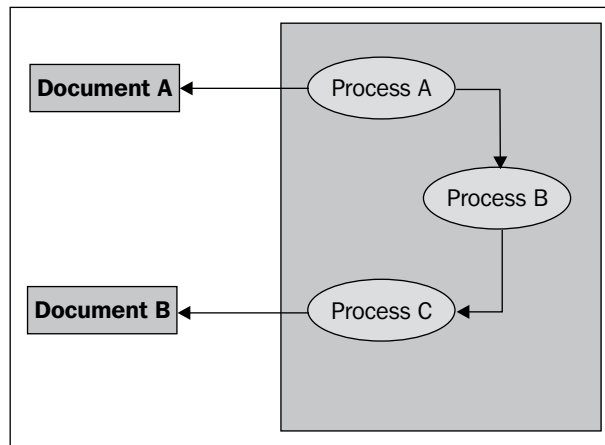 Document A
Process A
Process B
Document B
Process C